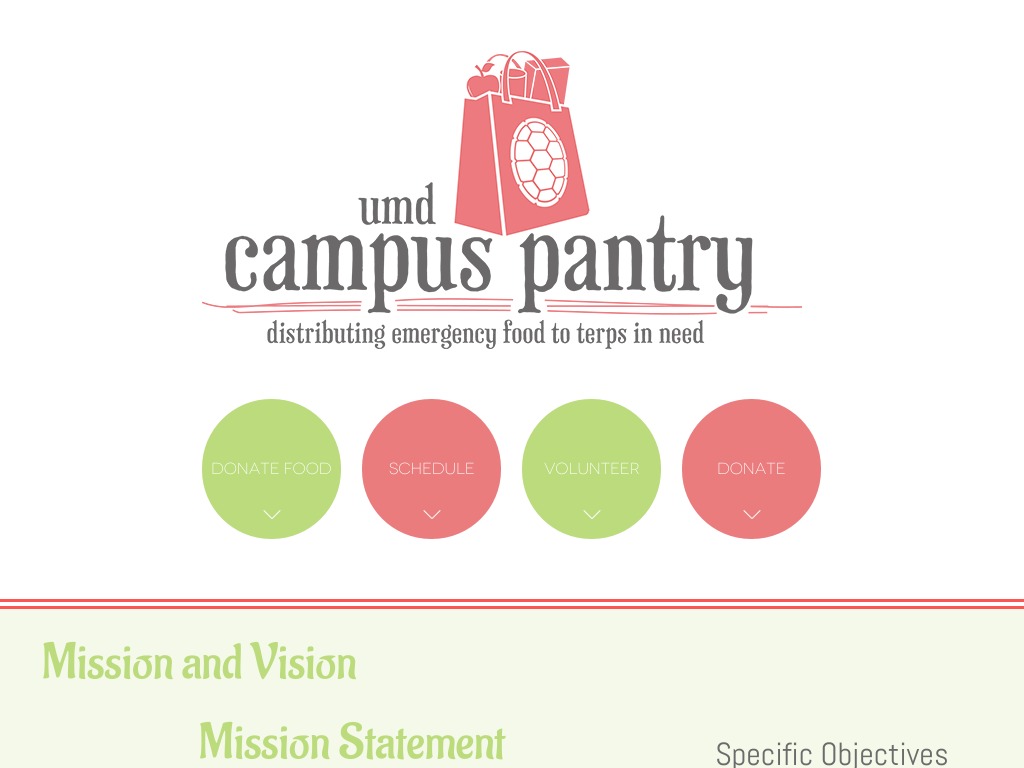 umd
campus pantry
distributing emergency food to terps in need
DONATE FOOD
SCHEDULE
VOLUNTEER
DONATE
Mission and Vision
Mission Statement
Specific Objectives